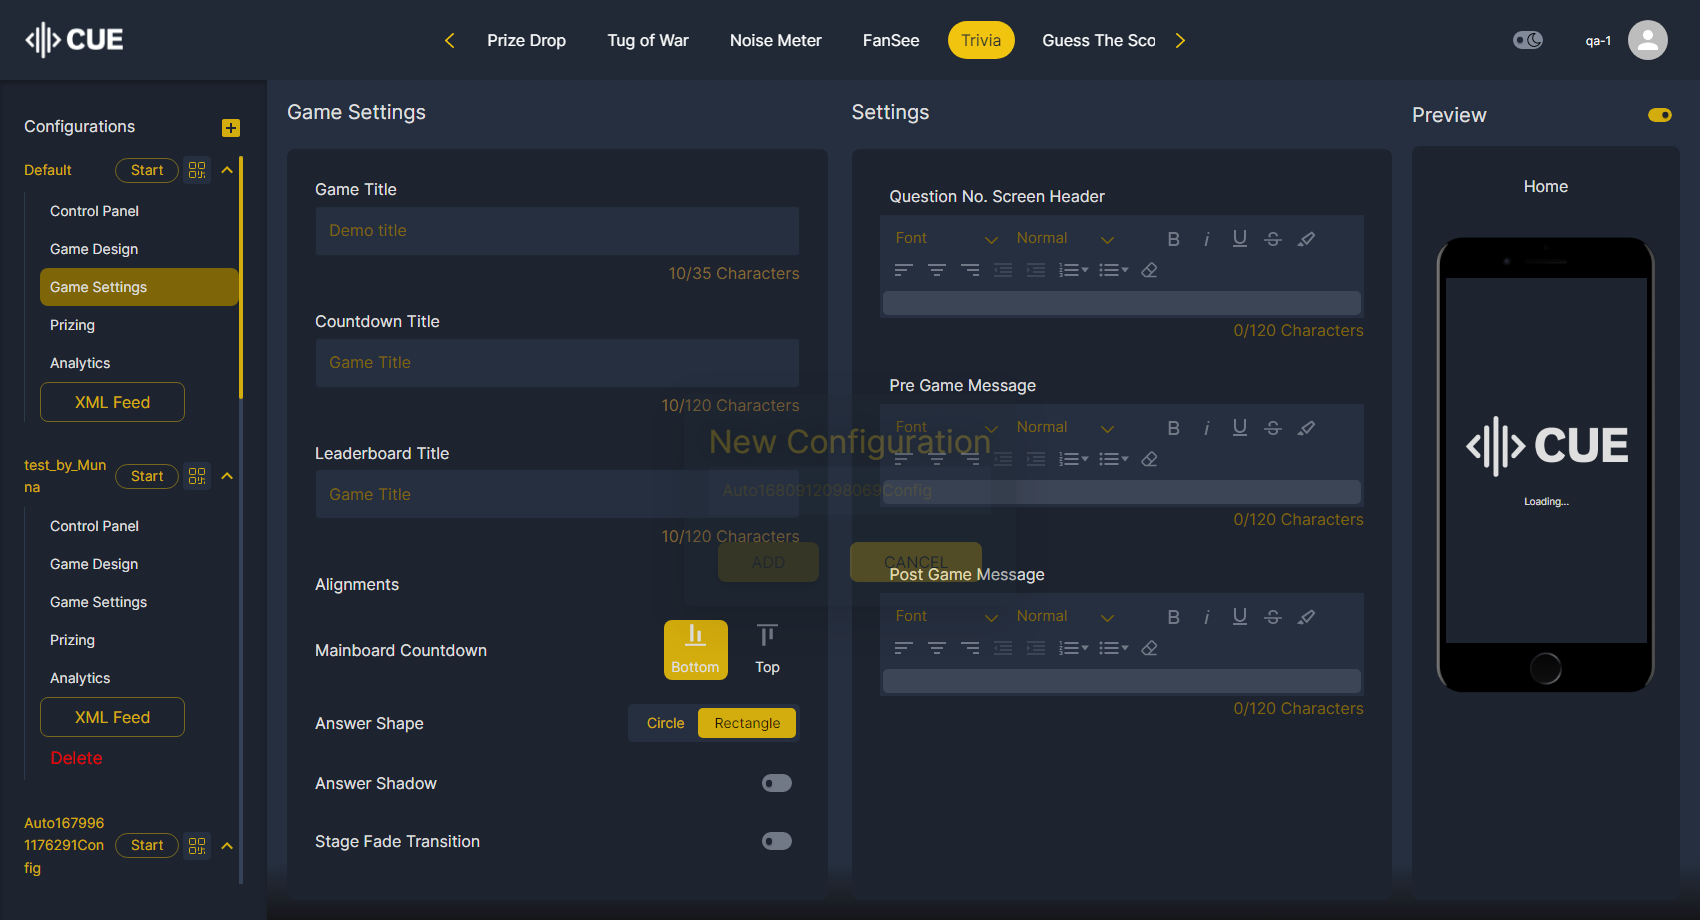 CUE
Prize Drop
Tug of War
Noise Meter
FanSee
Trivia
Guess The Sco
qa-1
Configurations
Default
Start
Control Panel
Game Design
Game Settings
Prizing
Analytics
XML Feed
test_by_Mun
na
Start
Control Panel
Game Design
Game Settings
Prizing
Analytics
XML Feed
Delete
Auto167996
1176291Con
fig
Start
Game Settings
Game Title
Demo title
10/35 Characters
Countdown Title
Game Title
10/120 Characters
Leaderboard Title
Game Title
10/120 Characters
Alignments
Mainboard Countdown
Bottom
Top
Answer Shape
Circle
Rectangle
Answer Shadow
Stage Fade Transition
New Configuration
Auto1680912098069Config
ADD
CANCEL
Settings
Question No. Screen Header
Font
Normal
0/120 Characters
Pre Game Message
Font
Normal
0/120 Characters
Post Game Message
Font
Normal
0/120 Characters
Preview
Home
CUE
Loading...